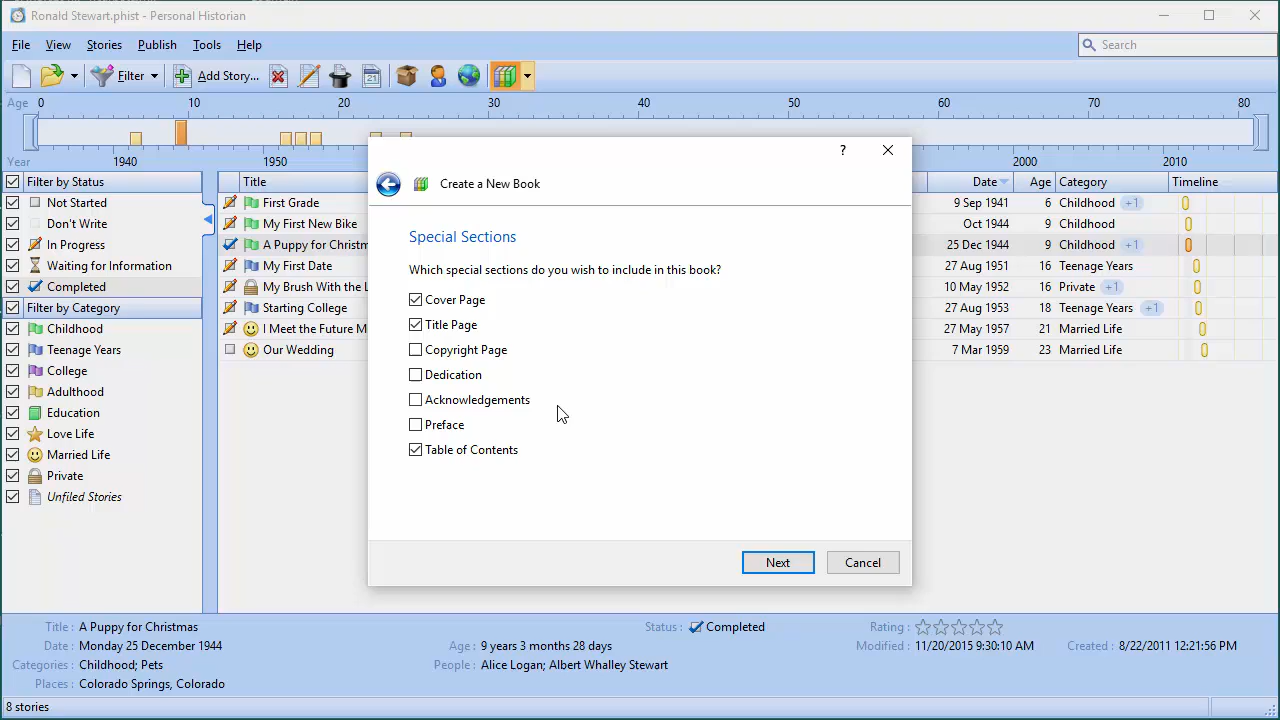 Ronald Stewart.phist - Personal Historian
File View Stories Publish Tools Help Search
Filter Add Story... 21
Age 0 10 20 30 40 50 60 70 80
Year 1940 1950 2000 2010
Filter by Status
Not Started
Don't Write
In Progress
Waiting for Information
Completed
Filter by Category
Childhood
Teenage Years
College
Adulthood
Education
Love Life
Married Life
Private
Unfiled Stories
Title Date Age Category Timeline
First Grade 9 Sep 1941 6 Childhood +1
My First New Bike Oct 1944 9 Childhood
A Puppy for Christm 25 Dec 1944 9 Childhood +1
My First Date 27 Aug 1951 16 Teenage Years
My Brush With the L 10 May 1952 16 Private +1
Starting College 27 Aug 1953 18 Teenage Years +1
I Meet the Future M 27 May 1957 21 Married Life
Our Wedding 7 Mar 1959 23 Married Life
?
Create a New Book
Special Sections
Which special sections do you wish to include in this book?
Cover Page
Title Page
Copyright Page
Dedication
Acknowledgements
Preface
Table of Contents
Next Cancel
Title : A Puppy for Christmas Status : Completed Rating :
Date : Monday 25 December 1944 Age : 9 years 3 months 28 days Modified : 11/20/2015 9:30:10 AM Created : 8/22/2011 12:21:56 PM
Categories : Childhood; Pets People : Alice Logan; Albert Whalley Stewart
Places : Colorado Springs, Colorado
8 stories